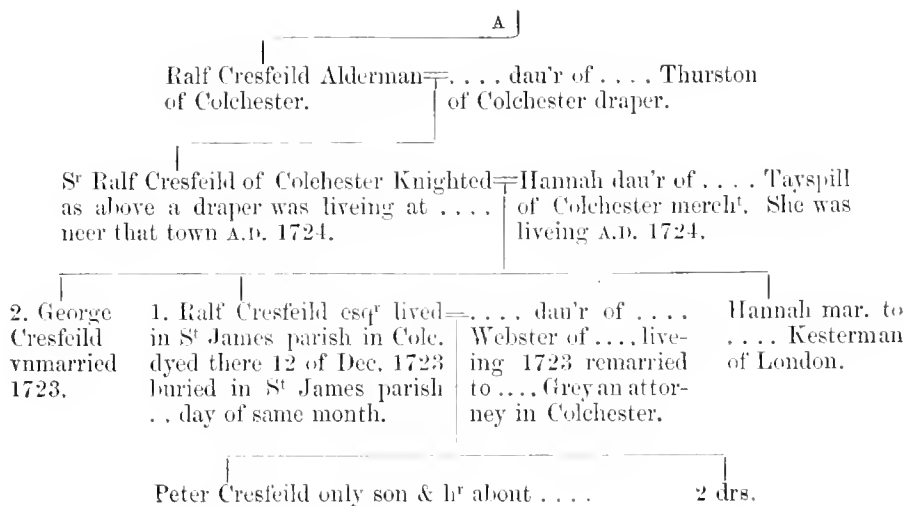 A
Ralf Cresfeild Alderman=. . . . dau'r of . . . . Thurston
of Colchester.
of Colchester draper.
Sʳ Ralf Cresfeild of Colchester Knighted=Hannah dau'r of . . . . Tayspill
as above a draper was liveing at . . . .
neer that town A.D. 1724.
of Colchester merchᵗ. She was
liveing A.D. 1724.
2. George
Cresfeild
vnmarried
1723.
1. Ralf Cresfeild esqʳ lived=
in Sᵗ James parish in Colc.
dyed there 12 of Dec. 1723
buried in Sᵗ James parish
. . day of same month.
. . . . dau'r of . . . .
Webster of . . . . live-
ing 1723 remarried
to . . . . Grey an attor-
ney in Colchester.
Hannah mar. to
. . . . Kesterman
of London.
Peter Cresfeild only son & hʳ about . . . .
2 drs.